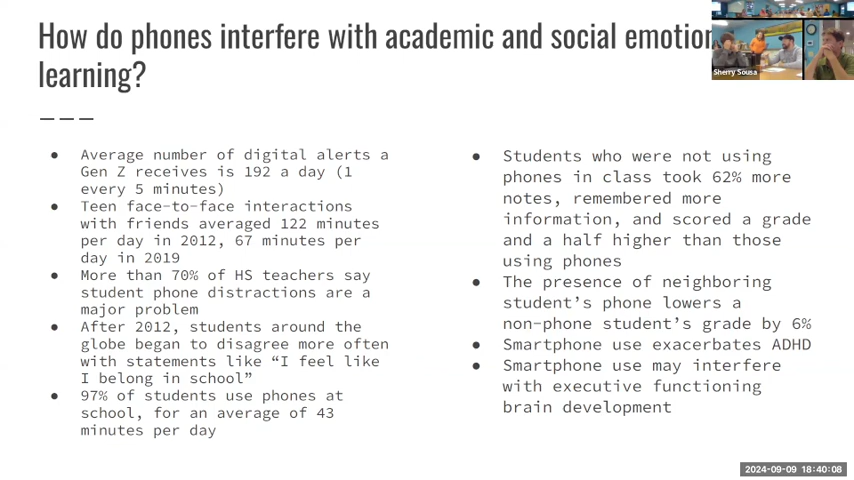 How do phones interfere with academic and social emotion
learning?
Sherry Sousa
● Average number of digital alerts a
Gen Z receives is 192 a day (1
every 5 minutes)
● Teen face-to-face interactions
with friends averaged 122 minutes
per day in 2012, 67 minutes per
day in 2019
● More than 70% of HS teachers say
student phone distractions are a
major problem
● After 2012, students around the
globe began to disagree more often
with statements like “I feel like
I belong in school”
● 97% of students use phones at
school, for an average of 43
minutes per day
● Students who were not using
phones in class took 62% more
notes, remembered more
information, and scored a grade
and a half higher than those
using phones
● The presence of neighboring
student’s phone lowers a
non-phone student’s grade by 6%
● Smartphone use exacerbates ADHD
● Smartphone use may interfere
with executive functioning
brain development
2024-09-09 18:40:08